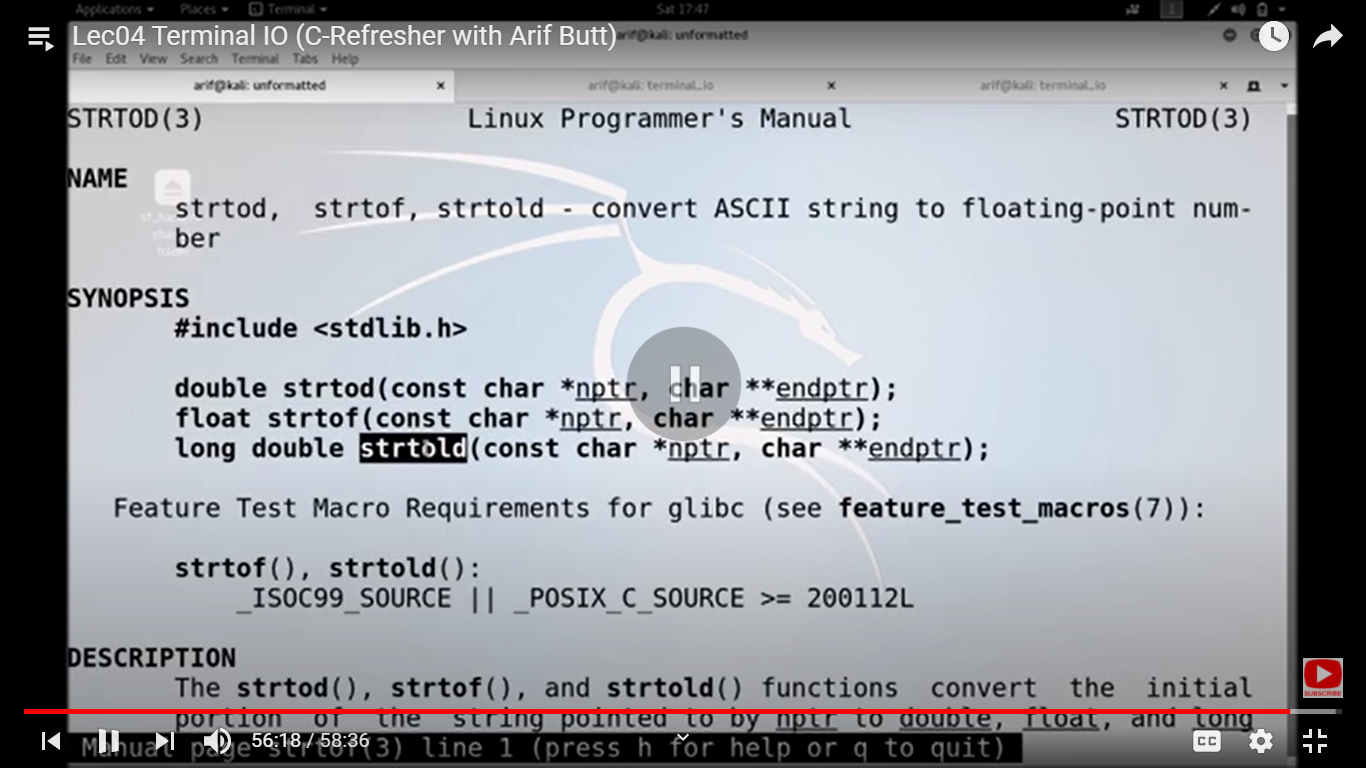 Applications Places Terminal Sat 17:47 1
Lec04 Terminal IO (C-Refresher with Arif Butt) arif@kali: unformatted
File Edit View Search Terminal Tabs Help
arif@kali: unformatted arif@kali: terminal_io arif@kali: terminal_io
STRTOD(3) Linux Programmer's Manual STRTOD(3)
NAME
strtod, strtof, strtold - convert ASCII string to floating-point num-
ber
folder
SYNOPSIS
#include <stdlib.h>
double strtod(const char *nptr, char **endptr);
float strtof(const char *nptr, char **endptr);
long double strtold(const char *nptr, char **endptr);
Feature Test Macro Requirements for glibc (see feature_test_macros(7)):
strtof(), strtold():
_ISOC99_SOURCE || _POSIX_C_SOURCE >= 200112L
DESCRIPTION
The strtod(), strtof(), and strtold() functions convert the initial
portion of the string pointed to by nptr to double, float, and long
SUBSCRIBE
Manual page strtof(3) line 1 (press h for help or q to quit)
56:18 / 58:36
CC